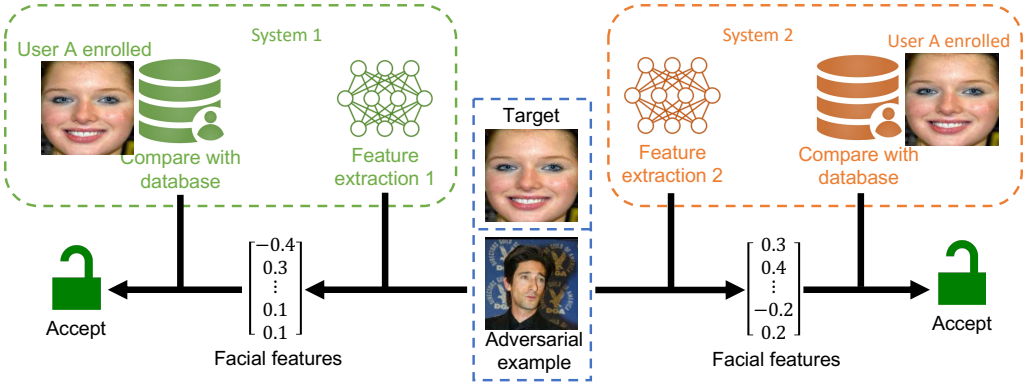 System 1
User A enrolled
Compare with
database
Feature
extraction 1
Target
System 2
User A enrolled
Feature
extraction 2
Compare with
database
Accept
−0.4
0.3
⋮
0.1
0.1
Facial features
DGA
Adversarial
example
0.3
0.4
⋮
−0.2
0.2
Facial features
Accept